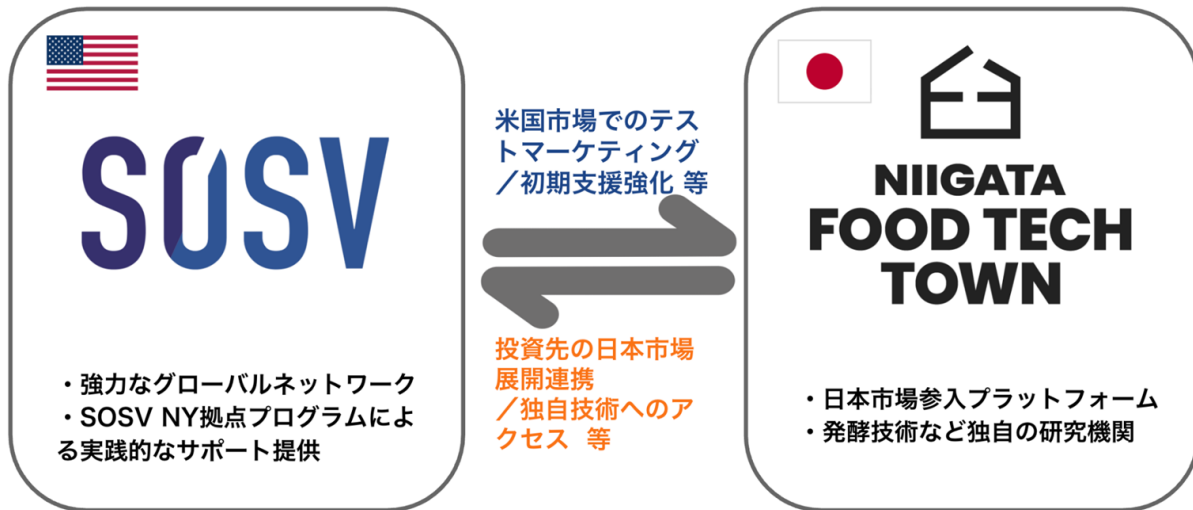 SOSV
・強力なグローバルネットワーク
・SOSV NY拠点プログラムによ
る実践的なサポート提供
米国市場でのテス
トマーケティング
／初期支援強化 等
投資先の日本市場
展開連携
／独自技術へのア
クセス 等
NIIGATA
FOOD TECH
TOWN
・日本市場参入プラットフォーム
・発酵技術など独自の研究機関